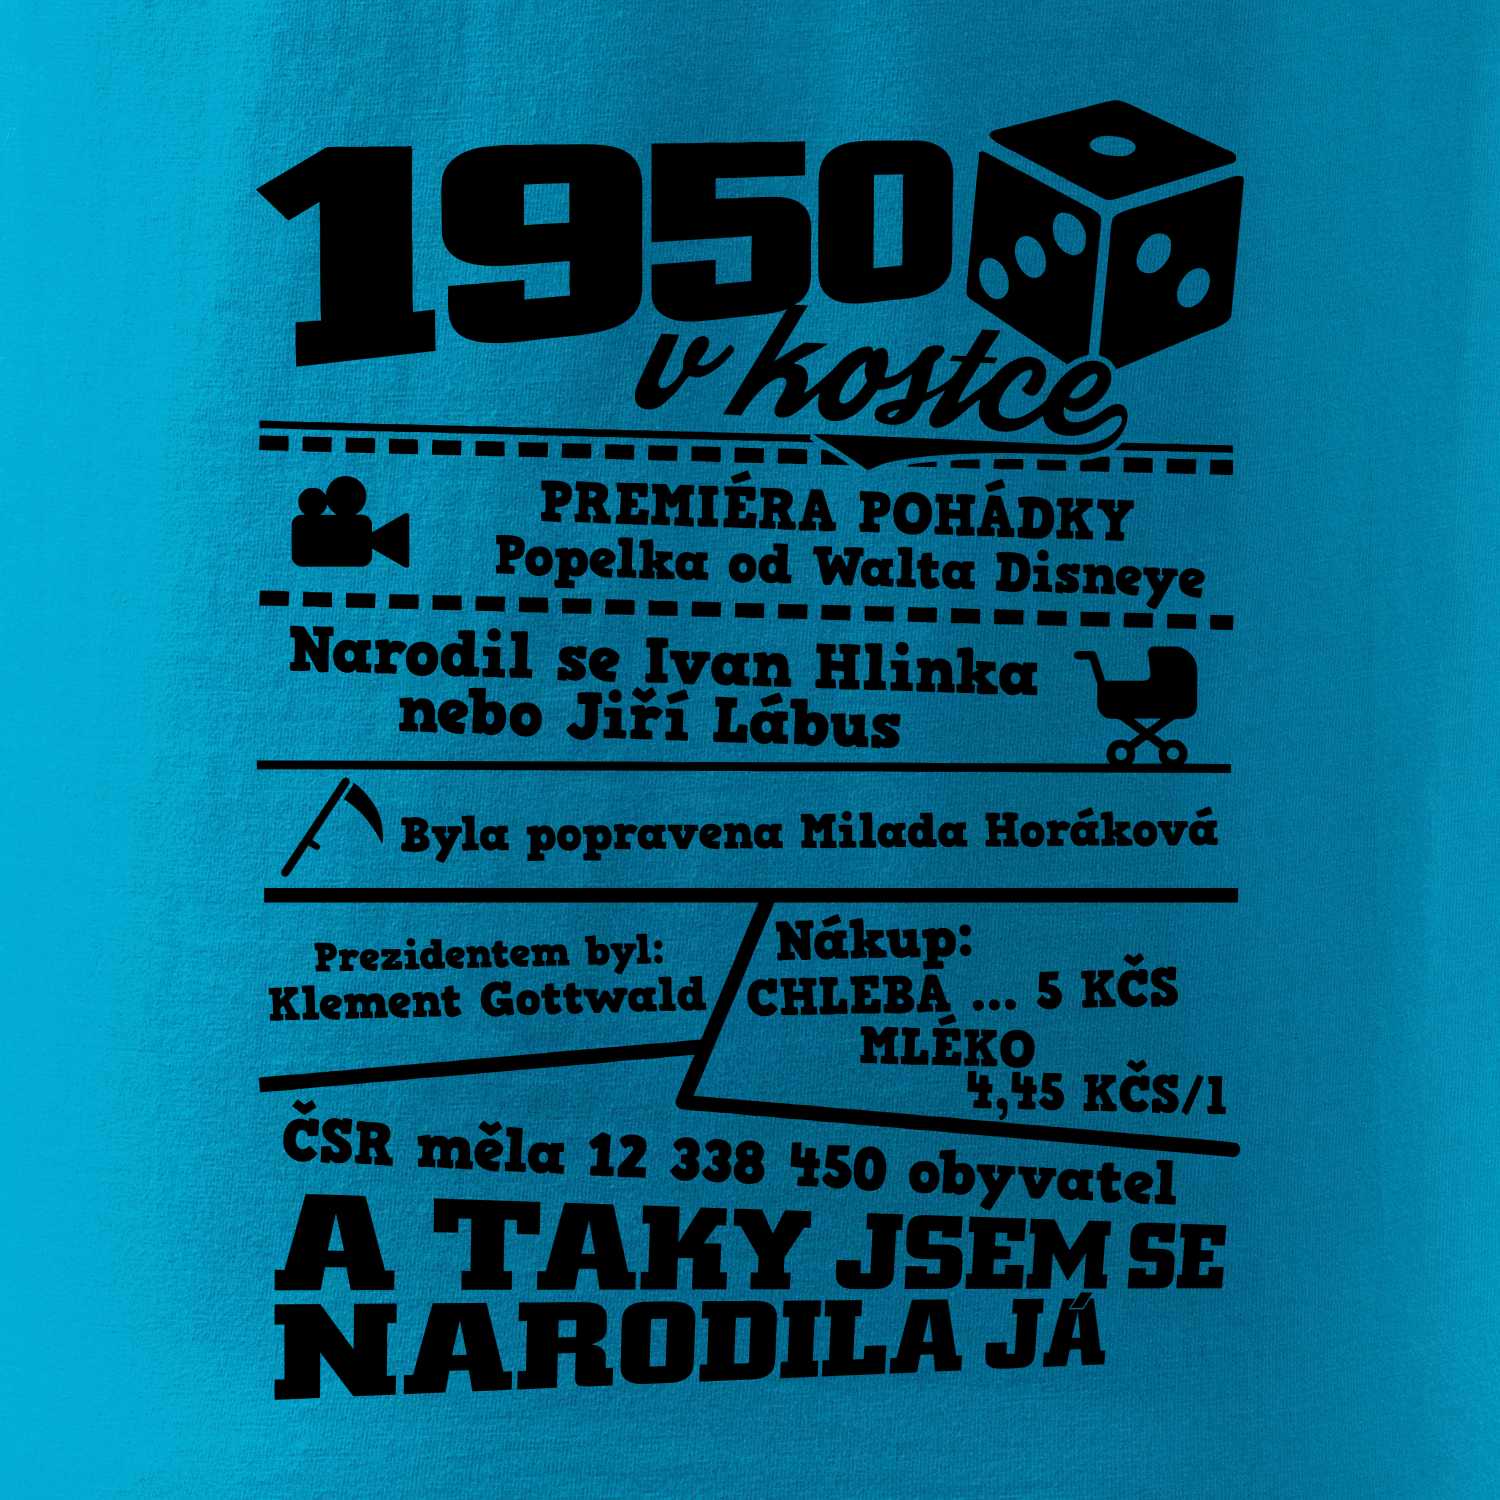 1950
v kostce
PREMIÉRA POHÁDKY
Popelka od Walta Disneye
Narodil se Ivan Hlinka
nebo Jiří Lábus
Byla popravena Milada Horáková
Prezidentem byl:
Klement Gottwald
Nákup:
CHLEBA ... 5 KČS
MLÉKO
4,45 KČS/l
ČSR měla 12 338 450 obyvatel
A TAKY JSEM SE
NARODILA JÁ